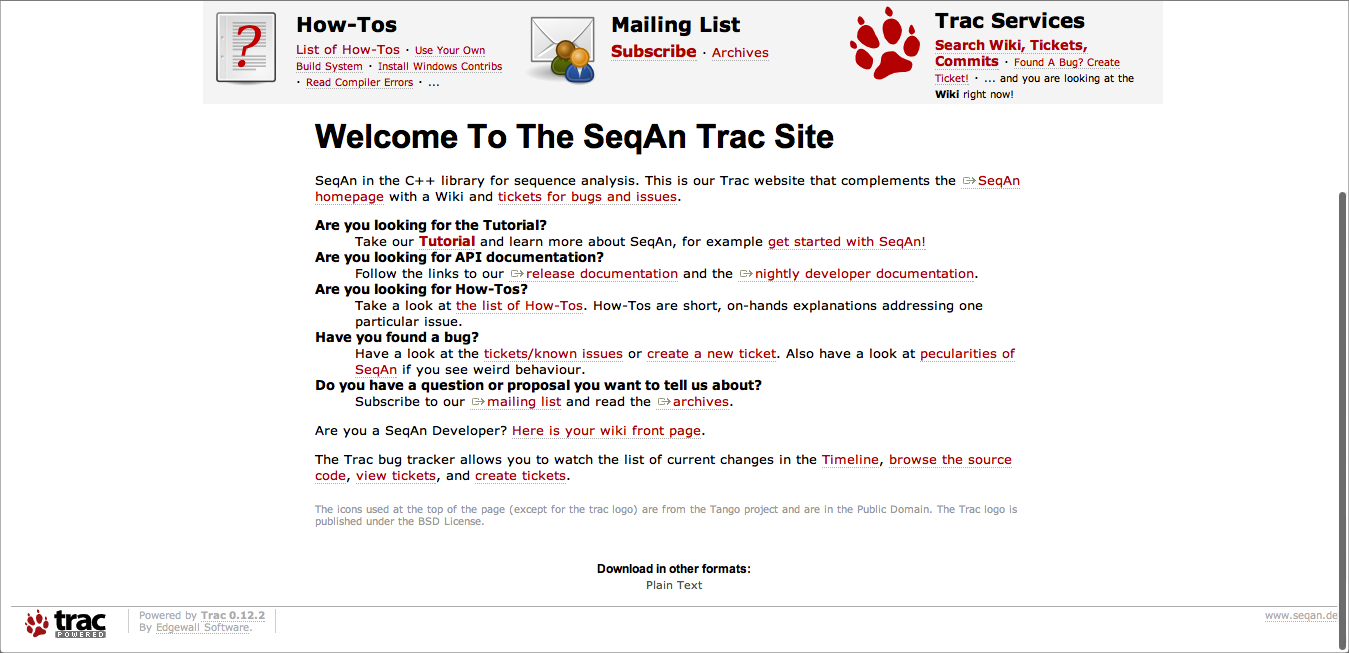 How-Tos
List of How-Tos · Use Your Own
Build System · Install Windows Contribs
· Read Compiler Errors · ...
Mailing List
Subscribe · Archives
Trac Services
Search Wiki, Tickets,
Commits · Found A Bug? Create
Ticket! · ... and you are looking at the
Wiki right now!
Welcome To The SeqAn Trac Site
SeqAn in the C++ library for sequence analysis. This is our Trac website that complements the SeqAn
homepage with a Wiki and tickets for bugs and issues.
Are you looking for the Tutorial?
Take our Tutorial and learn more about SeqAn, for example get started with SeqAn!
Are you looking for API documentation?
Follow the links to our release documentation and the nightly developer documentation.
Are you looking for How-Tos?
Take a look at the list of How-Tos. How-Tos are short, on-hands explanations addressing one
particular issue.
Have you found a bug?
Have a look at the tickets/known issues or create a new ticket. Also have a look at pecularities of
SeqAn if you see weird behaviour.
Do you have a question or proposal you want to tell us about?
Subscribe to our mailing list and read the archives.
Are you a SeqAn Developer? Here is your wiki front page.
The Trac bug tracker allows you to watch the list of current changes in the Timeline, browse the source
code, view tickets, and create tickets.
The icons used at the top of the page (except for the trac logo) are from the Tango project and are in the Public Domain. The Trac logo is
published under the BSD License.
Download in other formats:
Plain Text
trac
POWERED
Powered by Trac 0.12.2
By Edgewall Software.
www.seqan.de